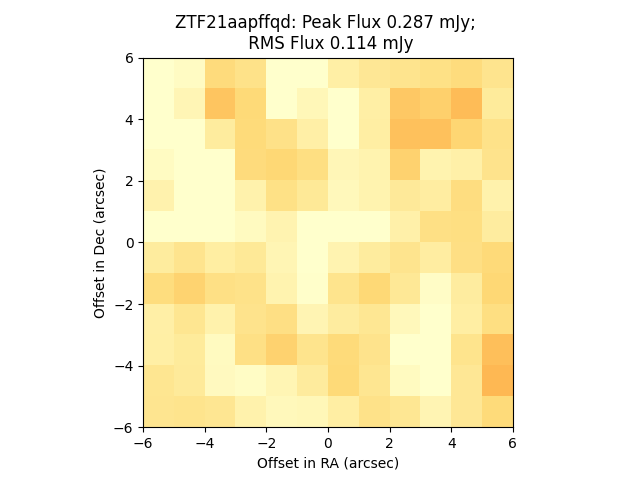 ZTF21aapffqd: Peak Flux 0.287 mJy;
RMS Flux 0.114 mJy
6
4
2
0
−2
−4
−6
Offset in Dec (arcsec)
−6 −4 −2 0 2 4 6
Offset in RA (arcsec)